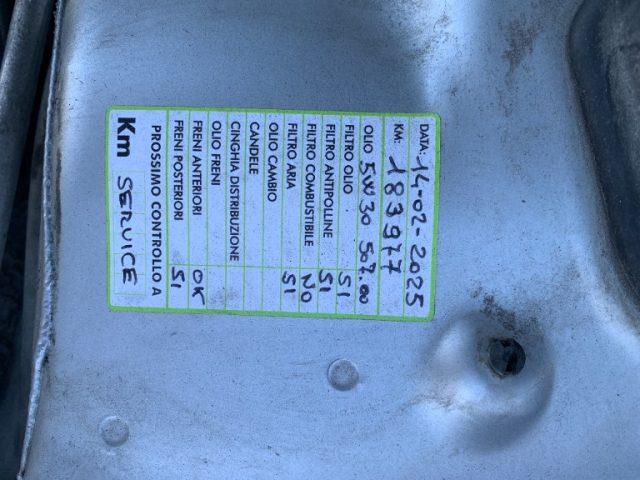 DATA: 14-02-2025
KM: 183977
OLIO 5W30 507.00
FILTRO OLIO SI
FILTRO ANTIPOLLINE SI
FILTRO COMBUSTIBILE NO
FILTRO ARIA SI
OLIO CAMBIO
CANDELE
CINGHIA DISTRIBUZIONE
OLIO FRENI
FRENI ANTERIORI OK
FRENI POSTERIORI SI
PROSSIMO CONTROLLO A
Km SERVICE